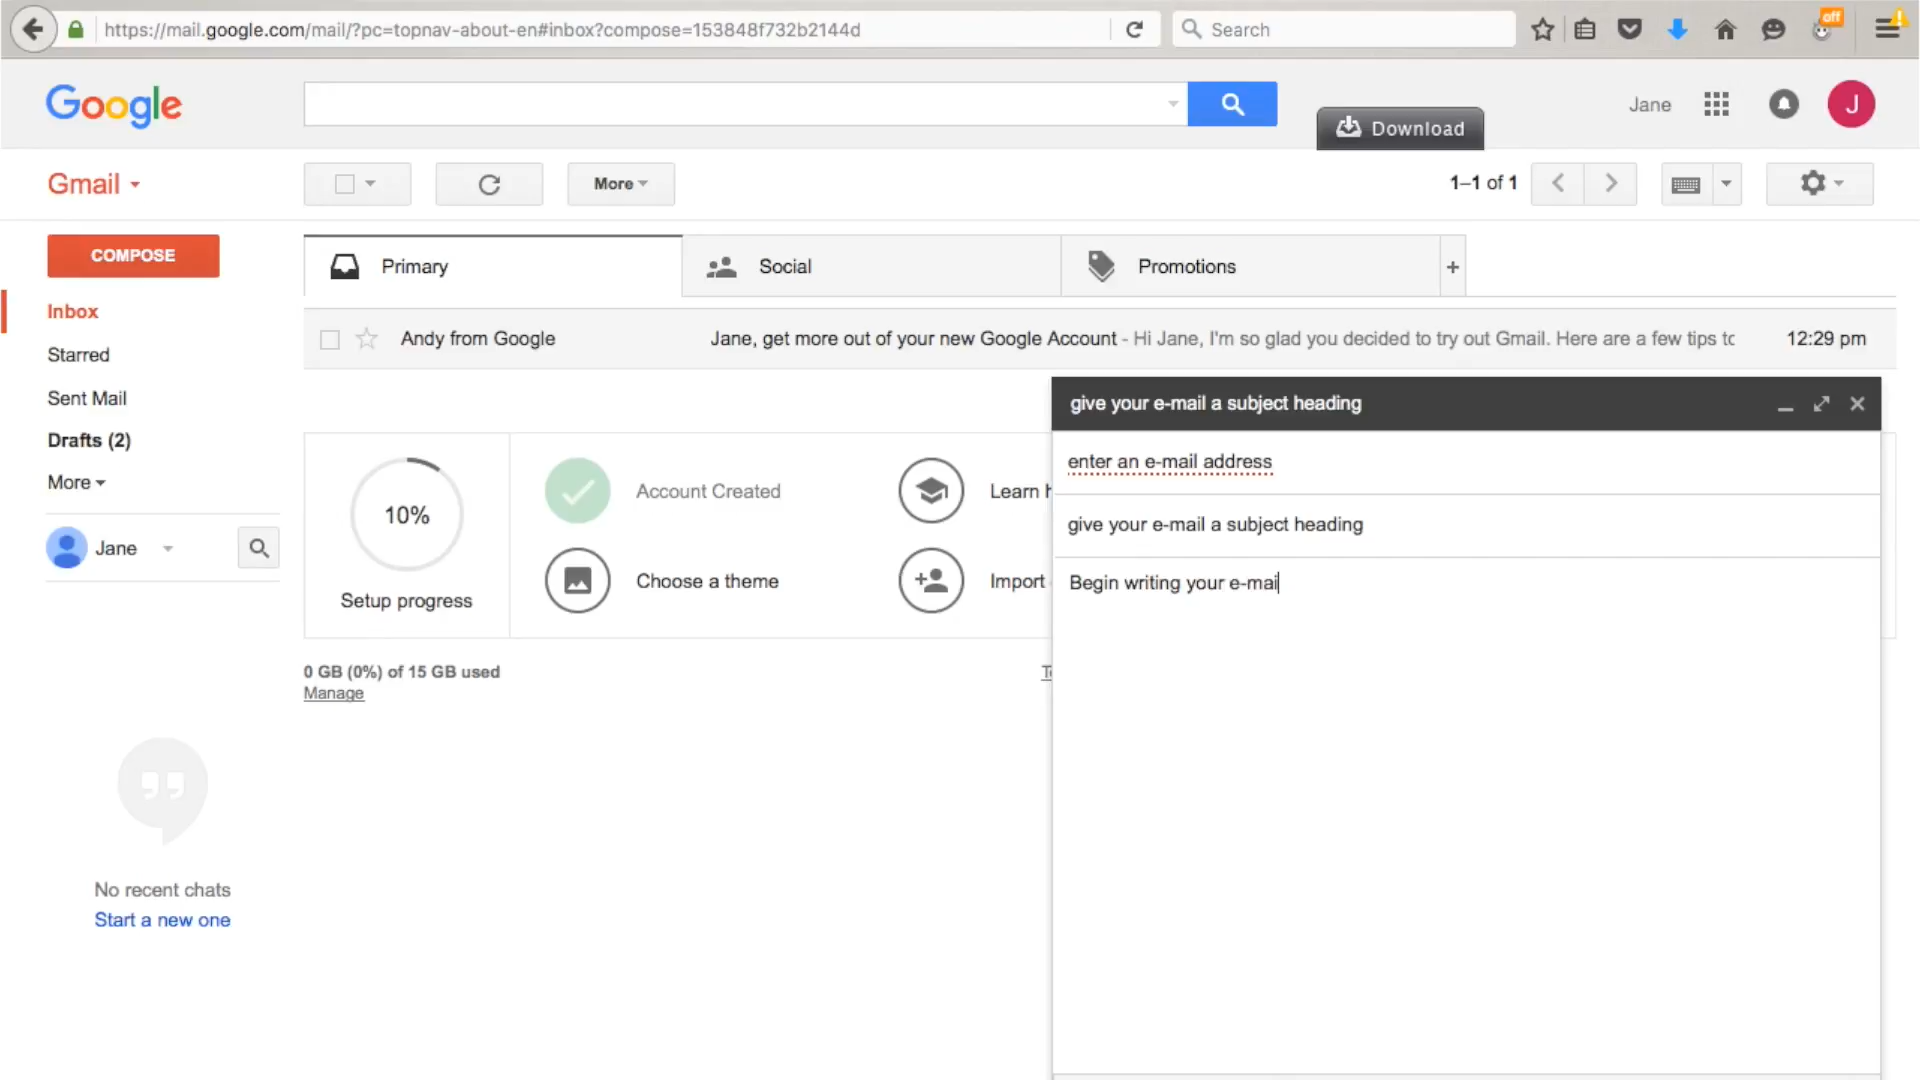 https://mail.google.com/mail/?pc=topnav-about-en#inbox?compose=153848f732b2144d
Search
off
Google
Download
Jane
J
Gmail
More
1–1 of 1
COMPOSE
Primary
Social
Promotions
+
Inbox
Starred
Sent Mail
Drafts (2)
More
Jane
Andy from Google
Jane, get more out of your new Google Account - Hi Jane, I'm so glad you decided to try out Gmail. Here are a few tips to
12:29 pm
give your e-mail a subject heading
enter an e-mail address
give your e-mail a subject heading
Begin writing your e-mai
10%
Setup progress
Account Created
Learn h
Choose a theme
Import
0 GB (0%) of 15 GB used
Manage
Te
No recent chats
Start a new one